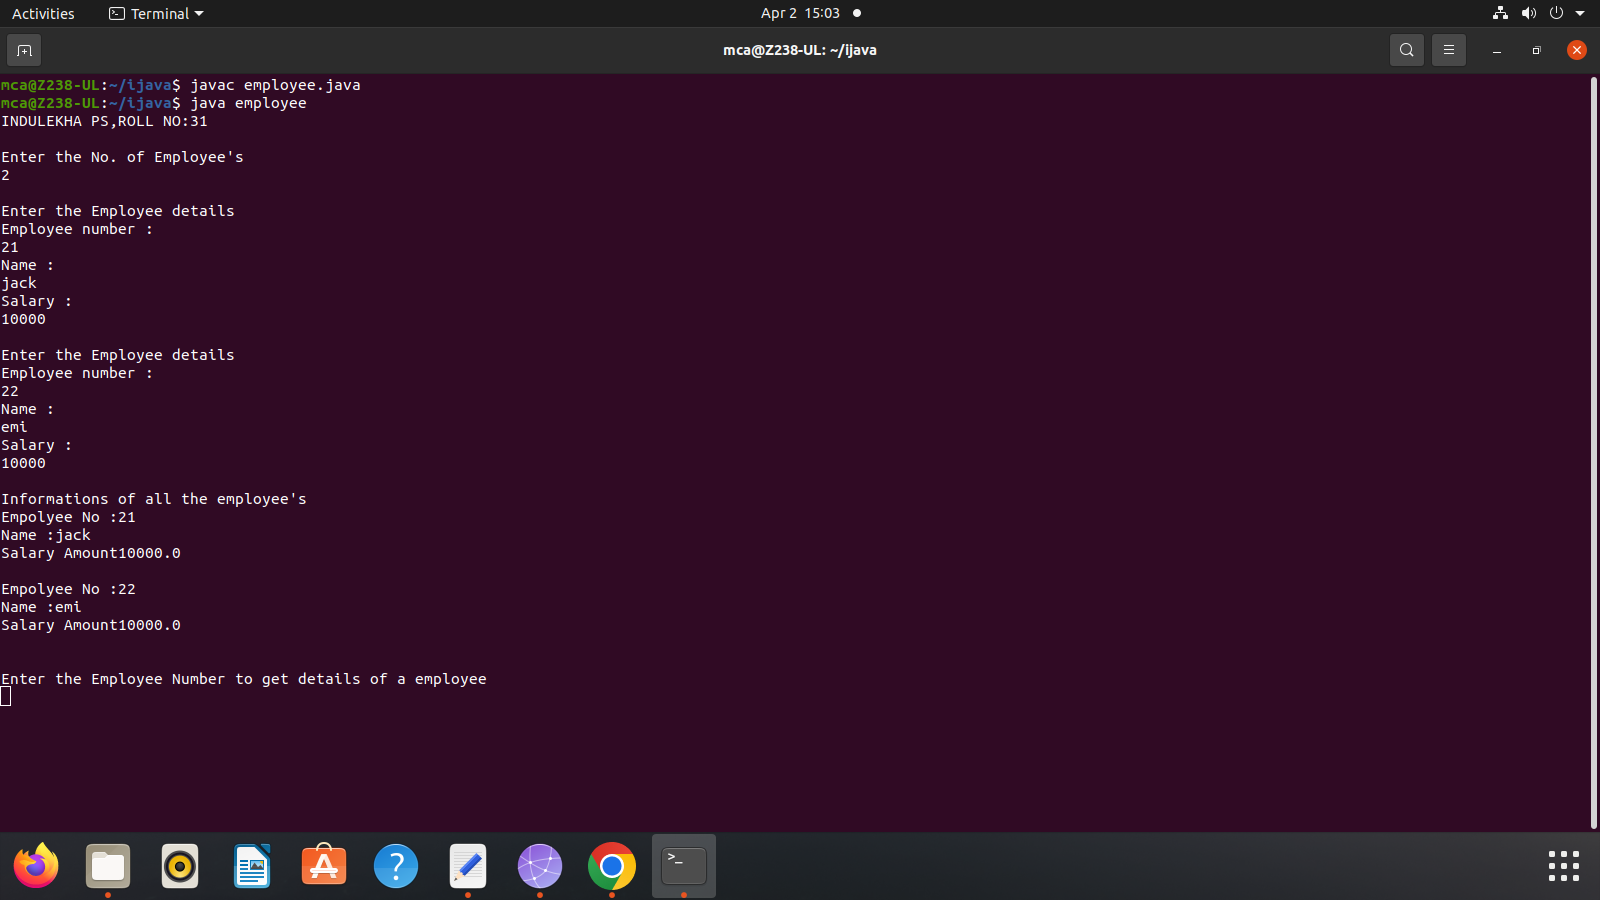 Activities Terminal Apr 2 15:03
mca@Z238-UL: ~/ijava
mca@Z238-UL:~/ijava$ javac employee.java
mca@Z238-UL:~/ijava$ java employee
INDULEKHA PS,ROLL NO:31
Enter the No. of Employee's
2
Enter the Employee details
Employee number :
21
Name :
jack
Salary :
10000
Enter the Employee details
Employee number :
22
Name :
emi
Salary :
10000
Informations of all the employee's
Empolyee No :21
Name :jack
Salary Amount10000.0
Empolyee No :22
Name :emi
Salary Amount10000.0
Enter the Employee Number to get details of a employee